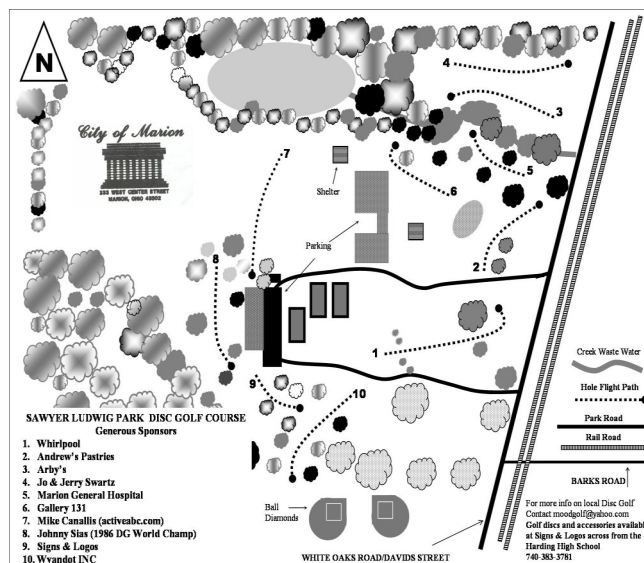 N
City of Marion
233 WEST CENTER STREET
MARION, OHIO 43302
4
3
7
5
6
Shelter
Parking
8
2
1
9
10
Creek Waste Water
Hole Flight Path
Park Road
Rail Road
BARKS ROAD
SAWYER LUDWIG PARK DISC GOLF COURSE
Generous Sponsors
1. Whirlpool
2. Andrew's Pastries
3. Arby's
4. Jo & Jerry Swartz
5. Marion General Hospital
6. Gallery 131
7. Mike Canallis (activeabc.com)
8. Johnny Sias (1986 DG World Champ)
9. Signs & Logos
10. Wyandot INC
Ball
Diamonds
WHITE OAKS ROAD/DAVIDS STREET
For more info on local Disc Golf
Contact moodgolf@yahoo.com
Golf discs and accessories availabl
at Signs & Logos across from the
Harding High School
740-383-3781